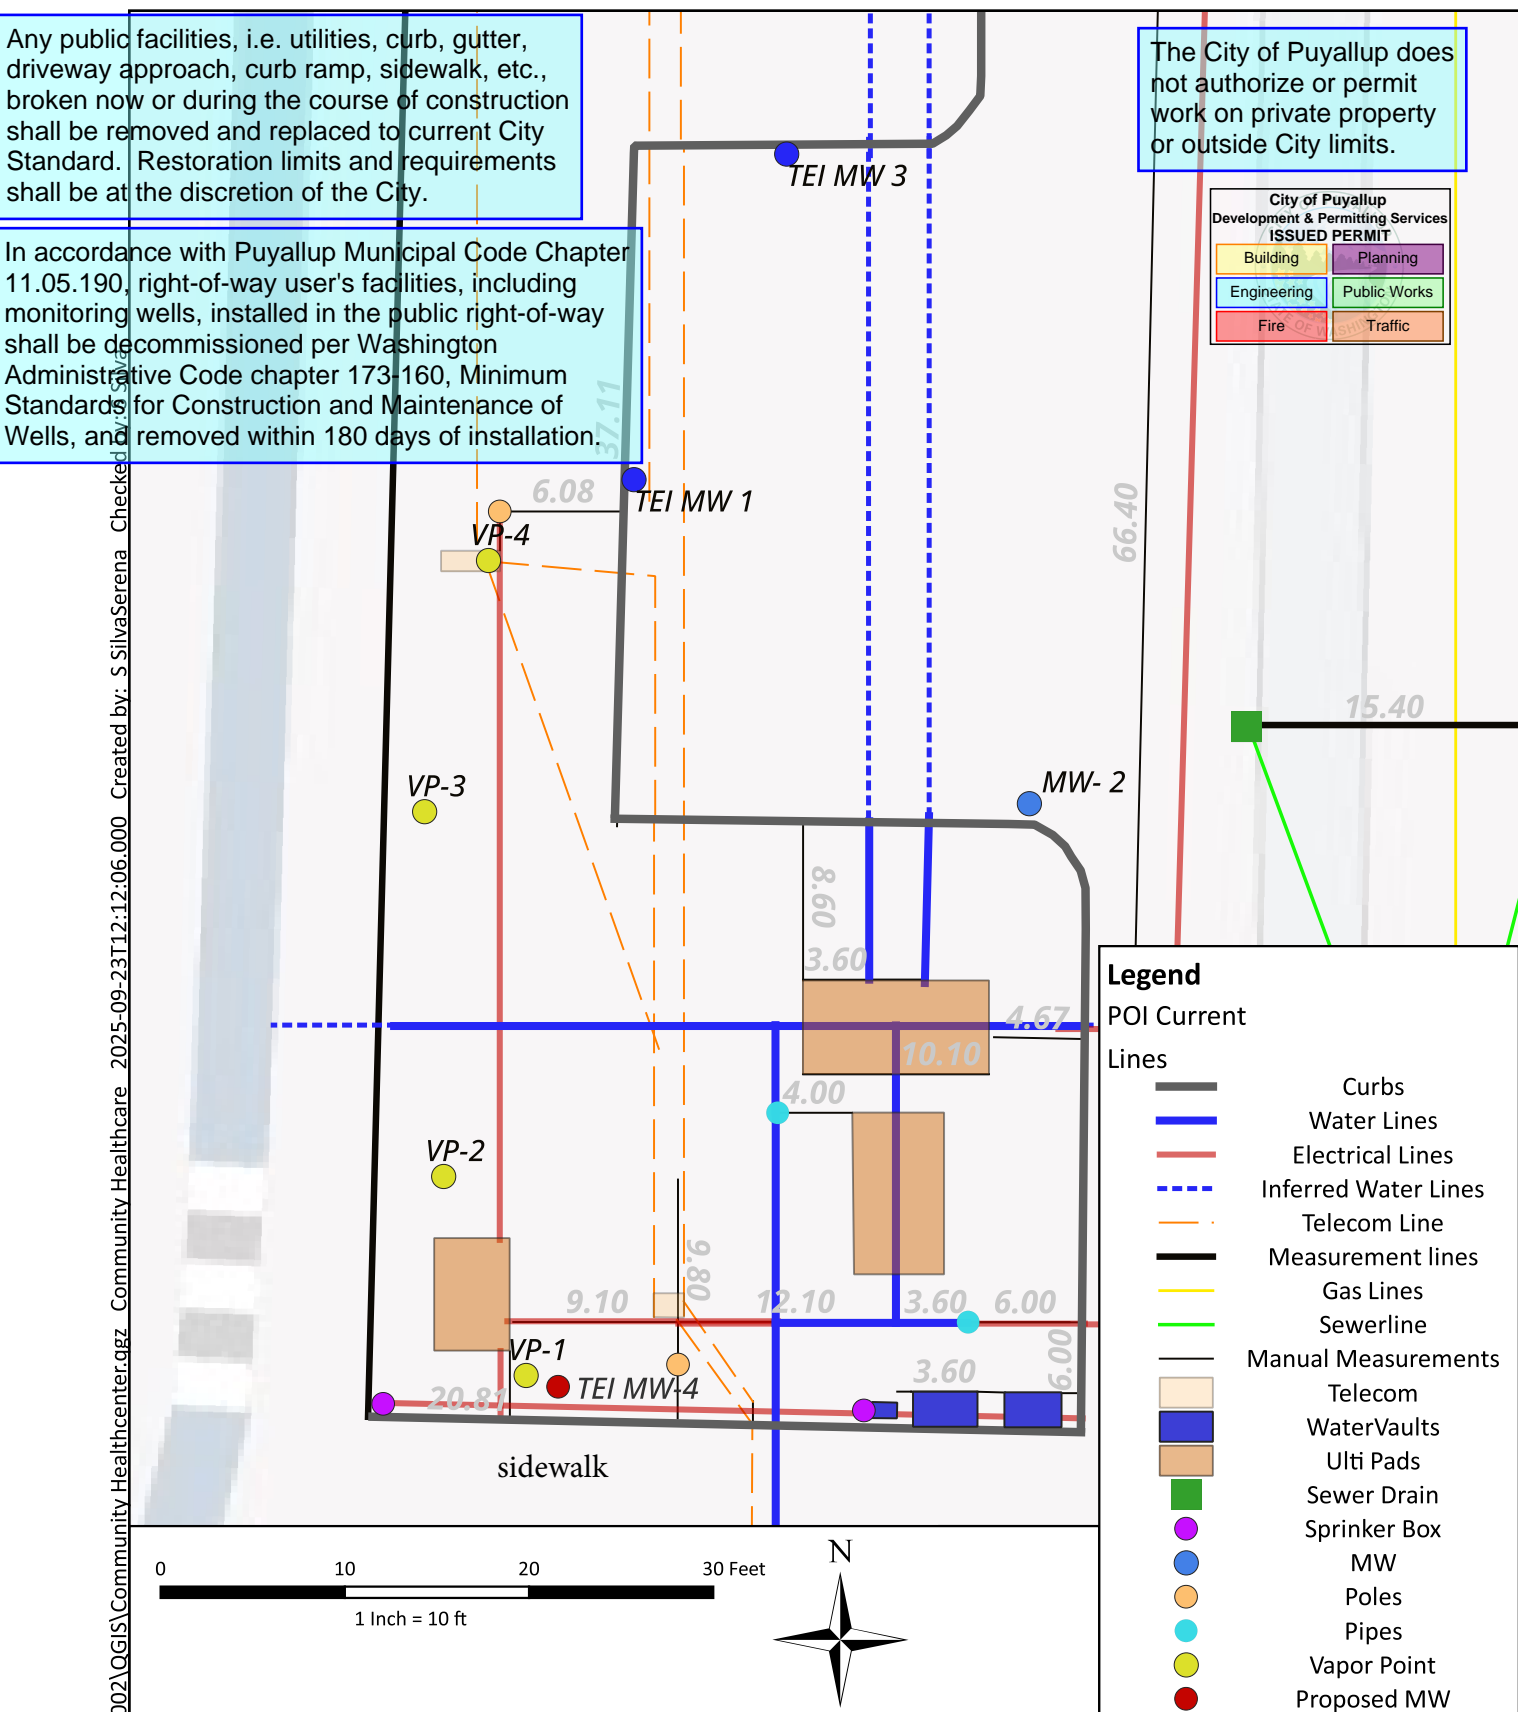 Any public facilities, i.e. utilities, curb, gutter,
driveway approach, curb ramp, sidewalk, etc.,
broken now or during the course of construction
shall be removed and replaced to current City
Standard.  Restoration limits and requirements
shall be at the discretion of the City.
In accordance with Puyallup Municipal Code Chapter
11.05.190, right-of-way user's facilities, including
monitoring wells, installed in the public right-of-way
shall be decommissioned per Washington
Administrative Code chapter 173-160, Minimum
Standards for Construction and Maintenance of
Wells, and removed within 180 days of installation.
The City of Puyallup does
not authorize or permit
work on private property
or outside City limits.
City of Puyallup
Development & Permitting Services
ISSUED PERMIT
Building
Planning
Engineering
Public Works
Fire
Traffic
002\QGIS\Community Healthcenter.qgz   Community Healthcare   2025-09-23T12:12:06.000   Created by:  S SilvaSerena   Checked by: S Silva
TEI MW 3
37.11
6.08
TEI MW 1
VP-4
66.40
15.40
VP-3
MW- 2
8.60
3.60
4.67
10.10
4.00
VP-2
9.80
9.10
12.10
3.60
6.00
VP-1
6.00
3.60
TEI MW-4
20.81
sidewalk
0
10
20
30 Feet
1 Inch = 10 ft
N
Legend
POI Current
Lines
Curbs
Water Lines
Electrical Lines
Inferred Water Lines
Telecom Line
Measurement lines
Gas Lines
Sewerline
Manual Measurements
Telecom
WaterVaults
Ulti Pads
Sewer Drain
Sprinker Box
MW
Poles
Pipes
Vapor Point
Proposed MW